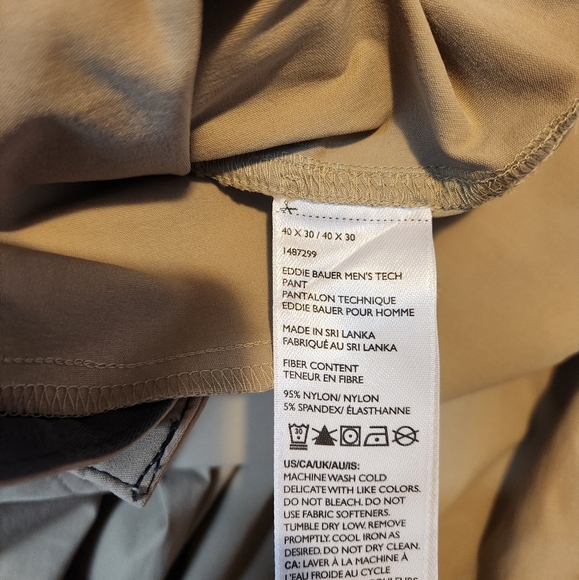 40 X 30 / 40 X 30
1487299
EDDIE BAUER MEN'S TECH
PANT
PANTALON TECHNIQUE
EDDIE BAUER POUR HOMME
MADE IN SRI LANKA
FABRIQUÉ AU SRI LANKA
FIBER CONTENT
TENEUR EN FIBRE
95% NYLON/ NYLON
5% SPANDEX/ ÉLASTHANNE
30
US/CA/UK/AU/IS:
MACHINE WASH COLD
DELICATE WITH LIKE COLORS.
DO NOT BLEACH. DO NOT
USE FABRIC SOFTENERS.
TUMBLE DRY LOW. REMOVE
PROMPTLY. COOL IRON AS
DESIRED. DO NOT DRY CLEAN.
CA: LAVER À LA MACHINE À
L'EAU FROIDE AU CYCLE